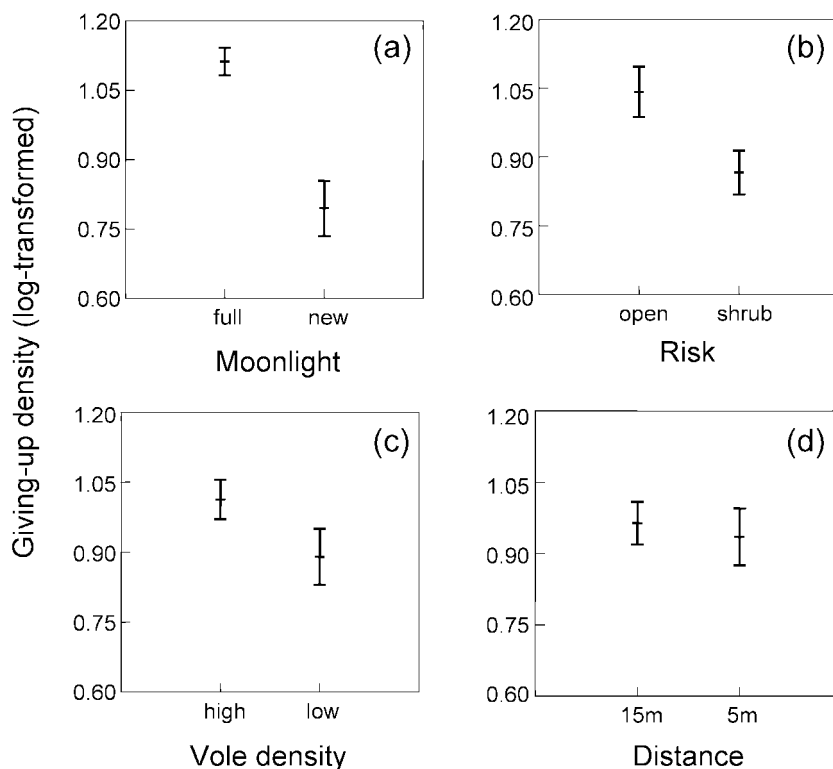 Giving-up density (log-transformed)
1.20
1.05
0.90
0.75
0.60
(a)
full new
Moonlight
1.20
1.05
0.90
0.75
0.60
(b)
open shrub
Risk
1.20
1.05
0.90
0.75
0.60
(c)
high low
Vole density
1.20
1.05
0.90
0.75
0.60
(d)
15m 5m
Distance